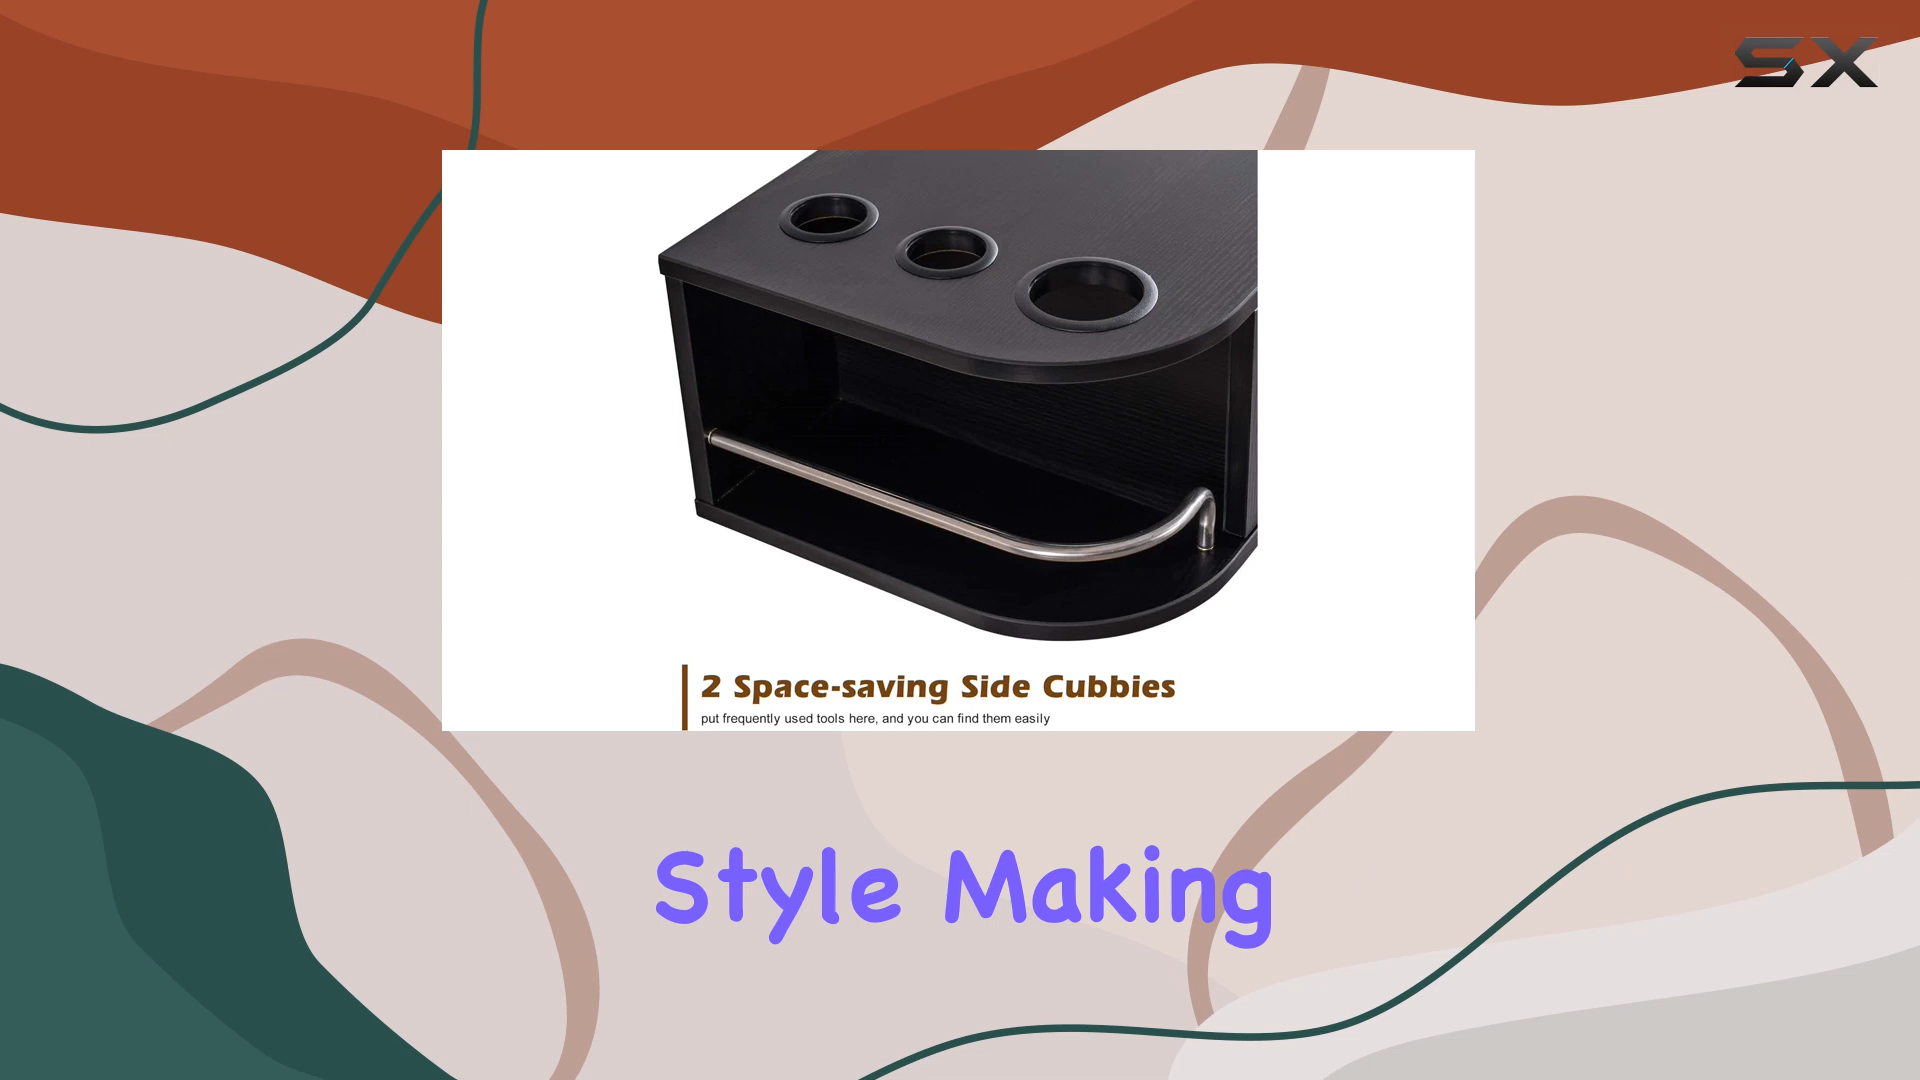 SX
2 Space-saving Side Cubbies
put frequently used tools here, and you can find them easily
Style Making